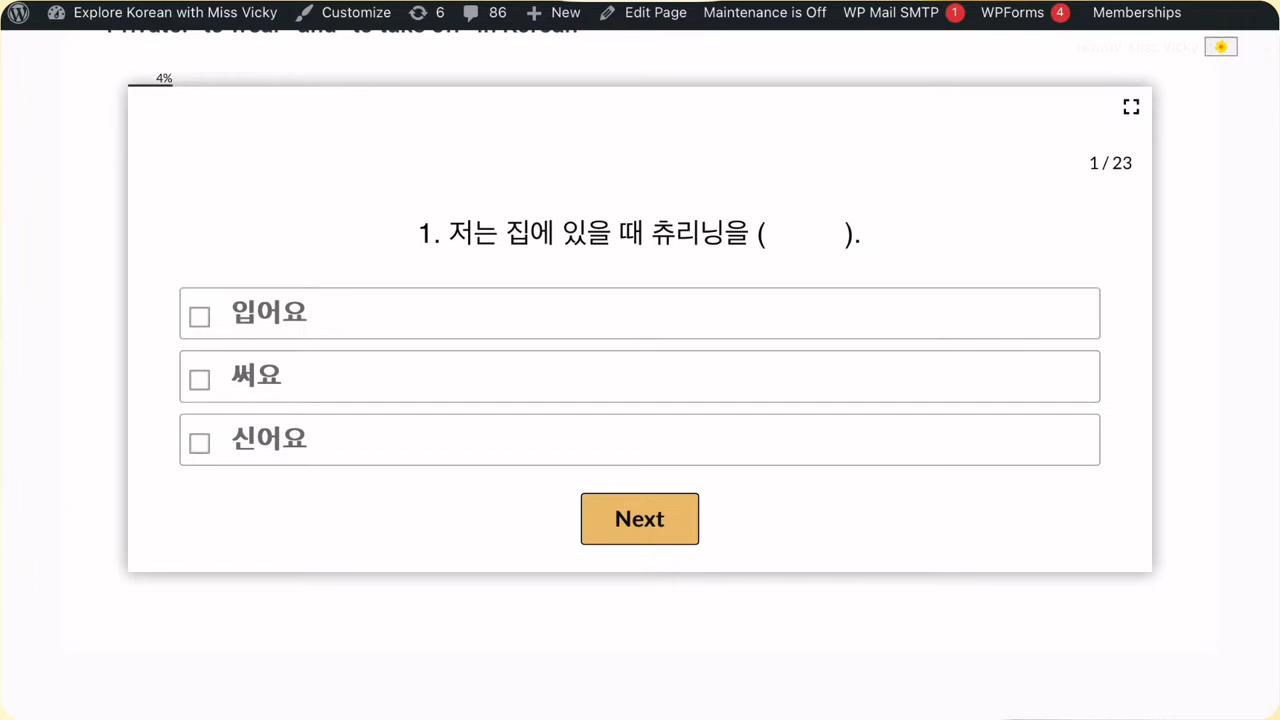 Explore Korean with Miss Vicky Customize 6 86 New Edit Page Maintenance is Off WP Mail SMTP 1 WPForms 4 Memberships
4%
1 / 23
1. 저는 집에 있을 때 츄리닝을 ( ).
입어요
써요
신어요
Next